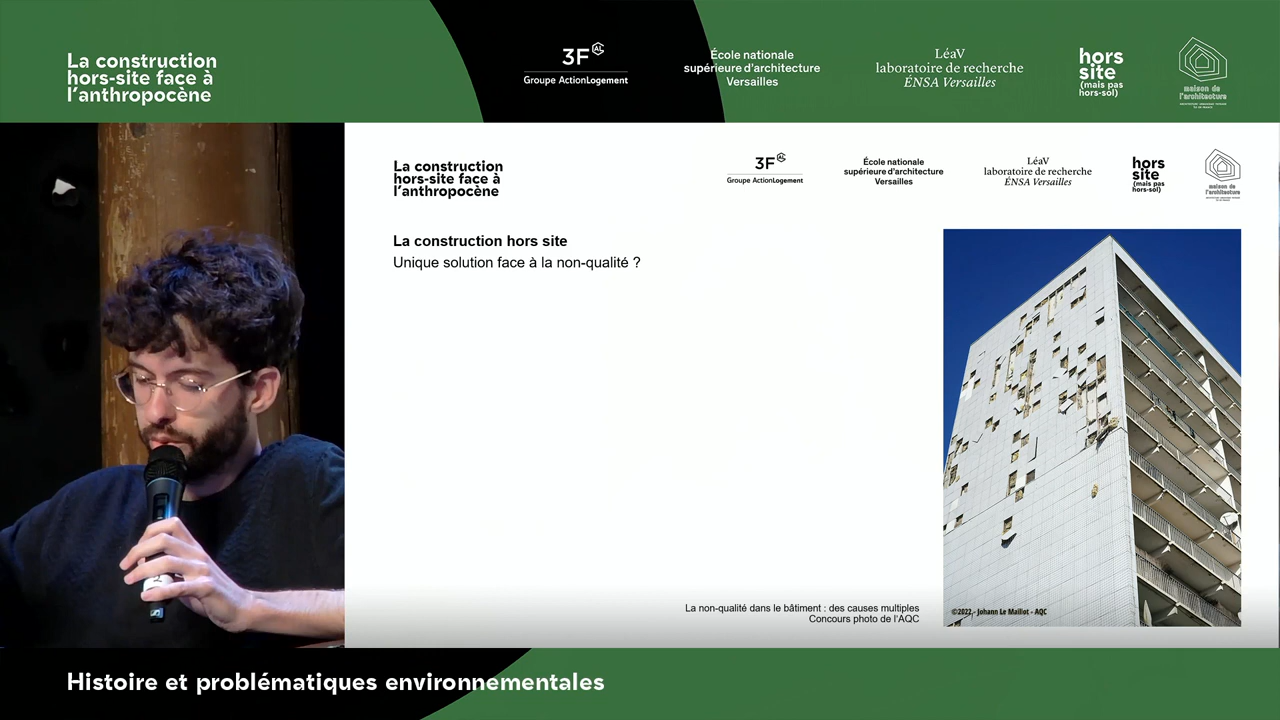 La construction
hors-site face à
l'anthropocène
3F AL
Groupe ActionLogement
École nationale
supérieure d'architecture
Versailles
LéaV
laboratoire de recherche
ÉNSA Versailles
hors
site
(mais pas
hors-sol)
maison de
l'architecture
La construction
hors-site face à
l'anthropocène
3F AL
Groupe ActionLogement
École nationale
supérieure d'architecture
Versailles
LéaV
laboratoire de recherche
ÉNSA Versailles
hors
site
(mais pas
hors-sol)
maison de
l'architecture
La construction hors site
Unique solution face à la non-qualité ?
©2022 - Johann Le Maillot - AQC
La non-qualité dans le bâtiment : des causes multiples
Concours photo de l'AQC
Histoire et problématiques environnementales